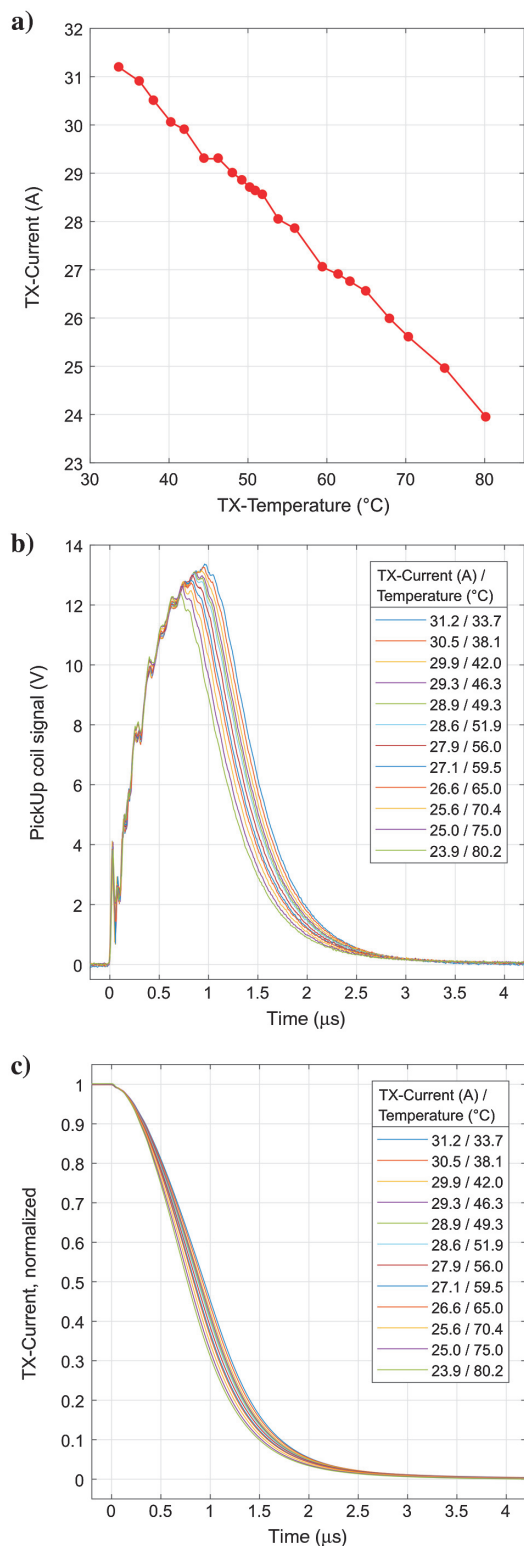 a)
32
31
30
29
28
27
26
25
24
23
TX-Current (A)
30 40 50 60 70 80 90
TX-Temperature (°C)
b)
14
12
10
8
6
4
2
0
PickUp coil signal (V)
TX-Current (A) /
Temperature (°C)
31.2 / 33.7
30.5 / 38.1
29.9 / 42.0
29.3 / 46.3
28.9 / 49.3
28.6 / 51.9
27.9 / 56.0
27.1 / 59.5
26.6 / 65.0
25.6 / 70.4
25.0 / 75.0
23.9 / 80.2
0 0.5 1 1.5 2 2.5 3 3.5 4
Time (µs)
c)
1
0.9
0.8
0.7
0.6
0.5
0.4
0.3
0.2
0.1
0
TX-Current, normalized
TX-Current (A) /
Temperature (°C)
31.2 / 33.7
30.5 / 38.1
29.9 / 42.0
29.3 / 46.3
28.9 / 49.3
28.6 / 51.9
27.9 / 56.0
27.1 / 59.5
26.6 / 65.0
25.6 / 70.4
25.0 / 75.0
23.9 / 80.2
0 0.5 1 1.5 2 2.5 3 3.5 4
Time (µs)